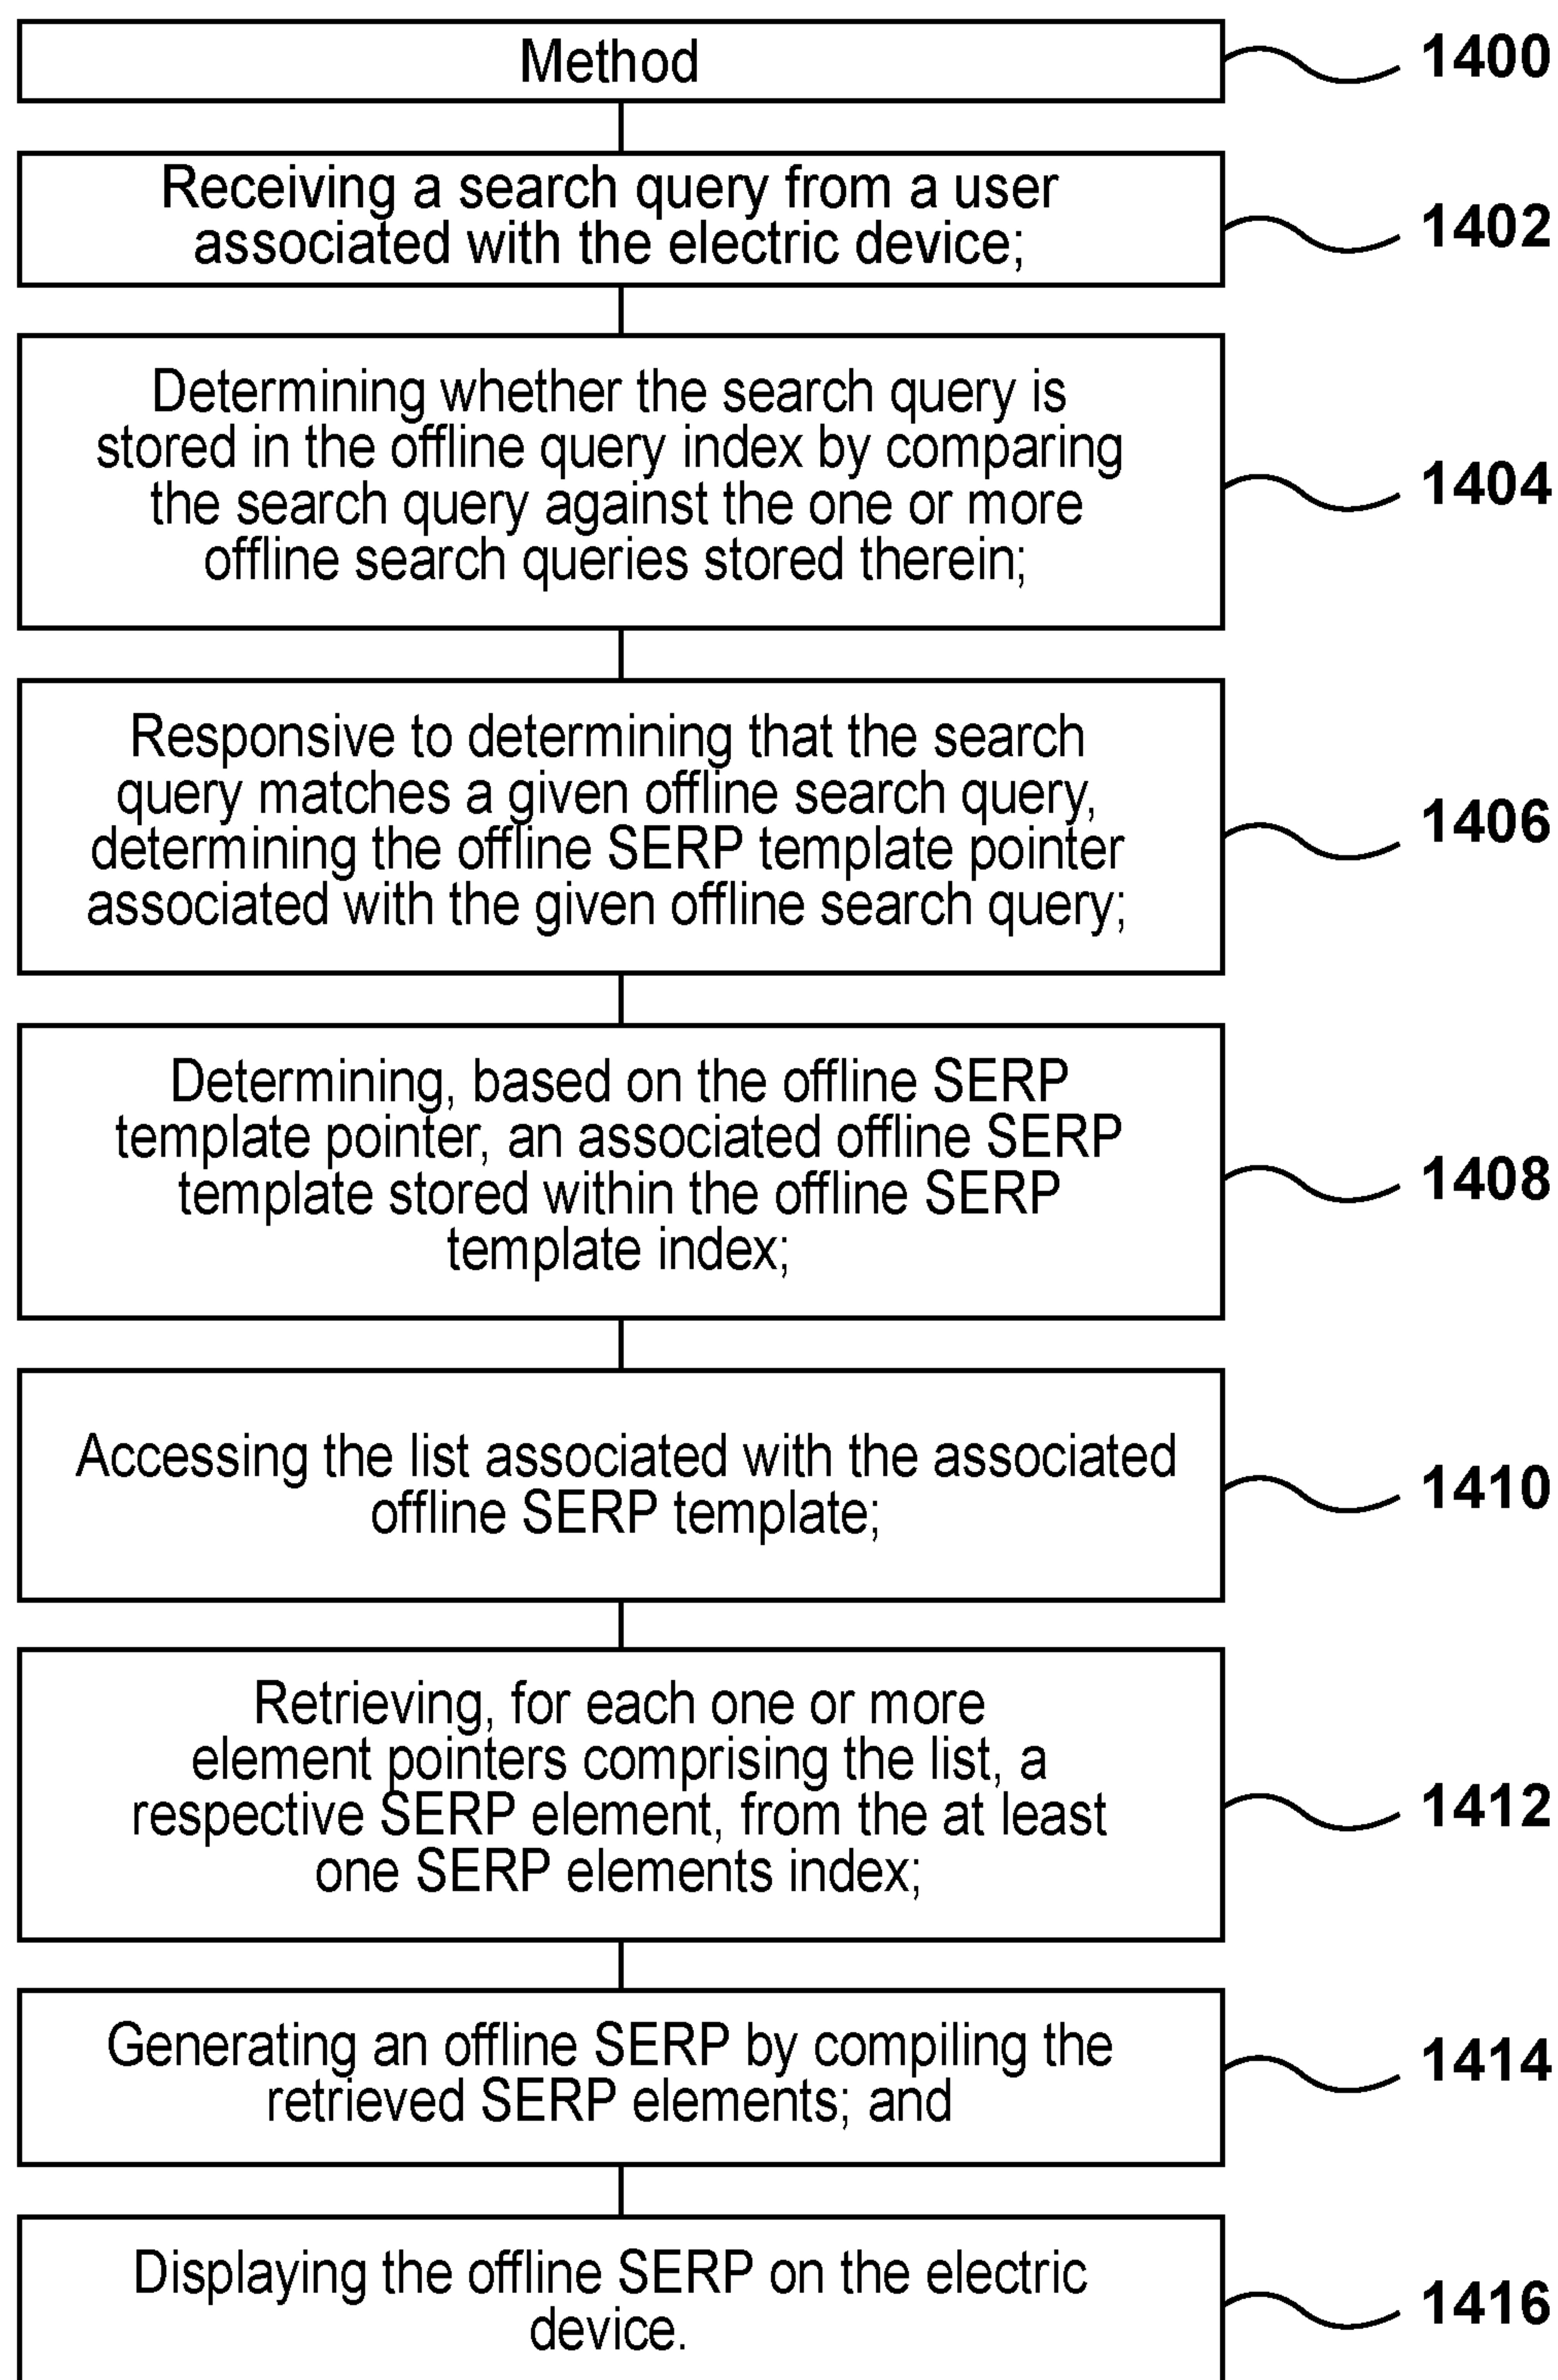 Method
1400
Receiving a search query from a user
associated with the electric device;
1402
Determining whether the search query is
stored in the offline query index by comparing
the search query against the one or more
offline search queries stored therein;
1404
Responsive to determining that the search
query matches a given offline search query,
determining the offline SERP template pointer
associated with the given offline search query;
1406
Determining, based on the offline SERP
template pointer, an associated offline SERP
template stored within the offline SERP
template index;
1408
Accessing the list associated with the associated
offline SERP template;
1410
Retrieving, for each one or more
element pointers comprising the list, a
respective SERP element, from the at least
one SERP elements index;
1412
Generating an offline SERP by compiling the
retrieved SERP elements; and
1414
Displaying the offline SERP on the electric
device.
1416